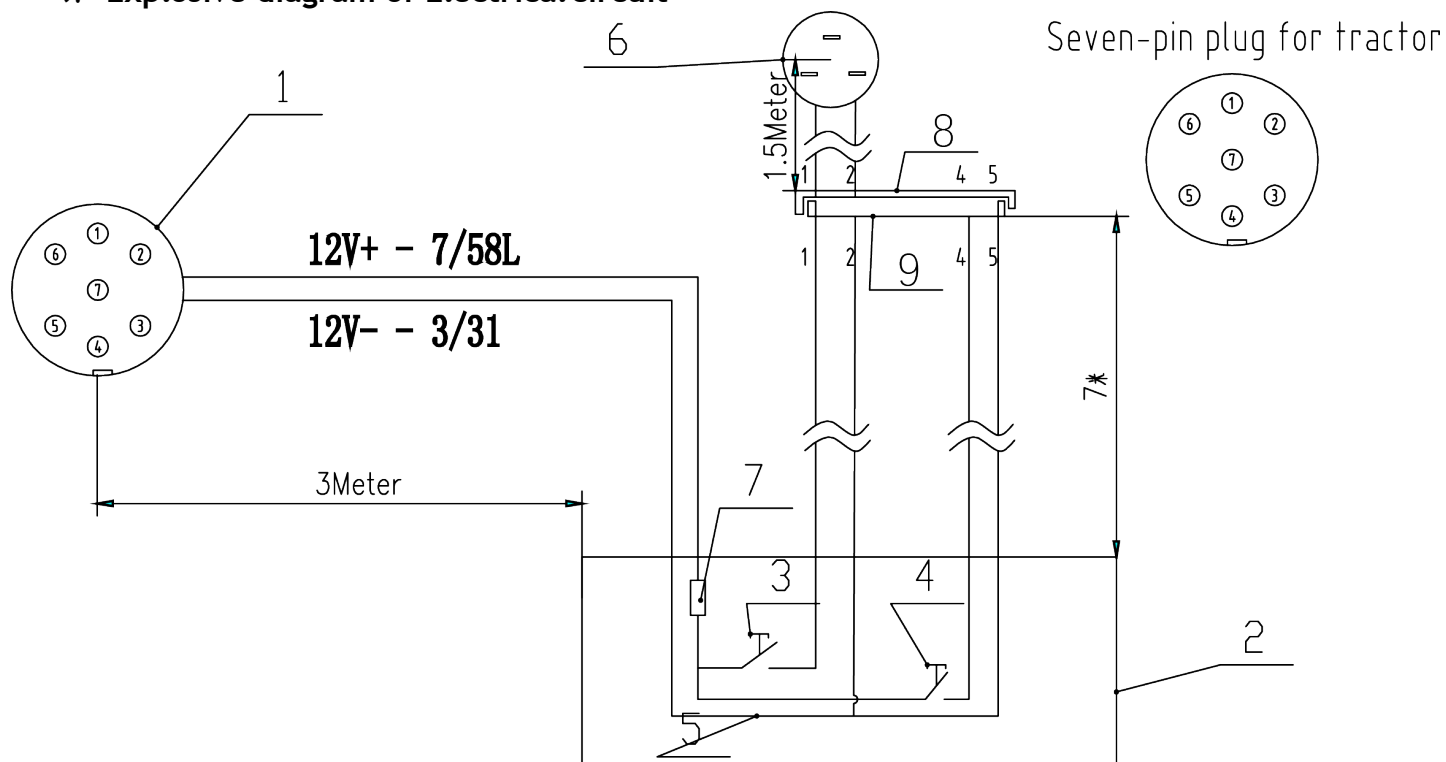 Explosive diagram of Electrical circuit
6
Seven-pin plug for tractor
1
1 2 3 4 5 6 7
1.5Meter
8
1 2 4 5
1 2 3 4 5 6 7
12V+ - 7/58L
12V- - 3/31
1 2 4 5
9
7*
3Meter
7
3
4
2
5